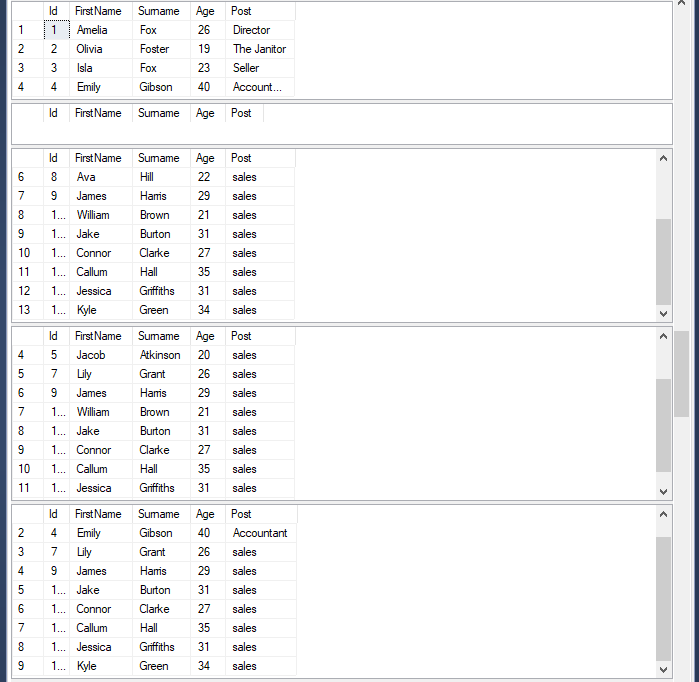 Id FirstName Surname Age Post
1 1 Amelia Fox 26 Director
2 2 Olivia Foster 19 The Janitor
3 3 Isla Fox 23 Seller
4 4 Emily Gibson 40 Account...
Id FirstName Surname Age Post
Id FirstName Surname Age Post
6 8 Ava Hill 22 sales
7 9 James Harris 29 sales
8 1... William Brown 21 sales
9 1... Jake Burton 31 sales
10 1... Connor Clarke 27 sales
11 1... Callum Hall 35 sales
12 1... Jessica Griffiths 31 sales
13 1... Kyle Green 34 sales
Id FirstName Surname Age Post
4 5 Jacob Atkinson 20 sales
5 7 Lily Grant 26 sales
6 9 James Harris 29 sales
7 1... William Brown 21 sales
8 1... Jake Burton 31 sales
9 1... Connor Clarke 27 sales
10 1... Callum Hall 35 sales
11 1... Jessica Griffiths 31 sales
Id FirstName Surname Age Post
2 4 Emily Gibson 40 Accountant
3 7 Lily Grant 26 sales
4 9 James Harris 29 sales
5 1... Jake Burton 31 sales
6 1... Connor Clarke 27 sales
7 1... Callum Hall 35 sales
8 1... Jessica Griffiths 31 sales
9 1... Kyle Green 34 sales